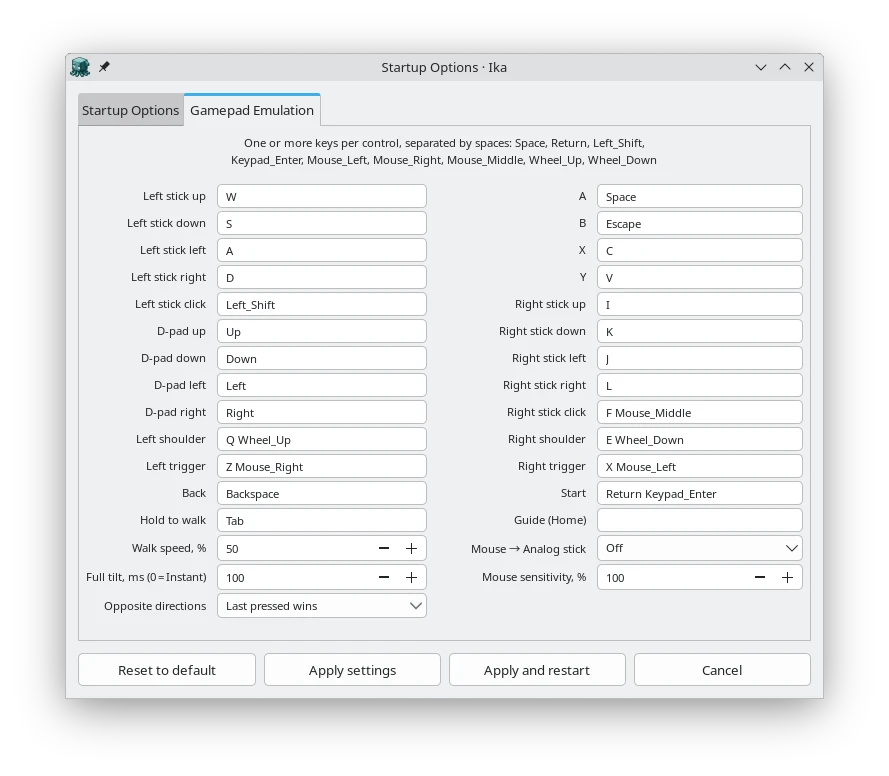 Startup Options · Ika
Startup Options
Gamepad Emulation
One or more keys per control, separated by spaces: Space, Return, Left_Shift,
Keypad_Enter, Mouse_Left, Mouse_Right, Mouse_Middle, Wheel_Up, Wheel_Down
Left stick up W
Left stick down S
Left stick left A
Left stick right D
Left stick click Left_Shift
D-pad up Up
D-pad down Down
D-pad left Left
D-pad right Right
Left shoulder Q Wheel_Up
Left trigger Z Mouse_Right
Back Backspace
Hold to walk Tab
Walk speed, % 50
Full tilt, ms (0 = Instant) 100
Opposite directions Last pressed wins
A Space
B Escape
X C
Y V
Right stick up I
Right stick down K
Right stick left J
Right stick right L
Right stick click F Mouse_Middle
Right shoulder E Wheel_Down
Right trigger X Mouse_Left
Start Return Keypad_Enter
Guide (Home)
Mouse → Analog stick Off
Mouse sensitivity, % 100
Reset to default
Apply settings
Apply and restart
Cancel